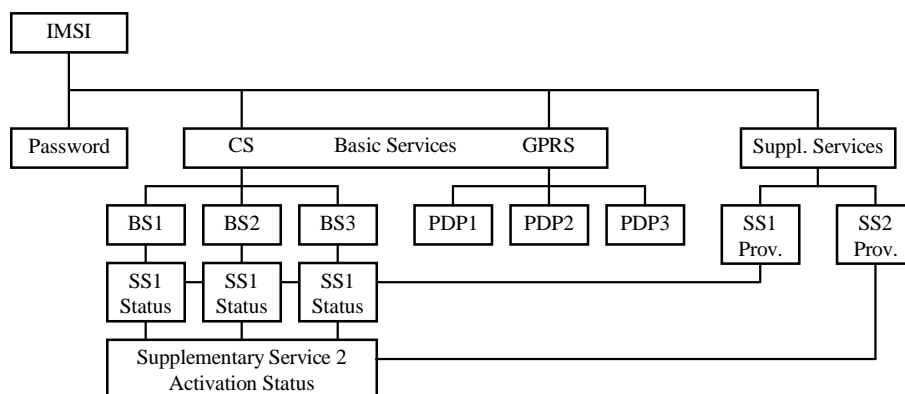 IMSI
Password
CS Basic Services GPRS
Suppl. Services
BS1
BS2
BS3
PDP1
PDP2
PDP3
SS1
Prov.
SS2
Prov.
SS1
Status
SS1
Status
SS1
Status
Supplementary Service 2
Activation Status